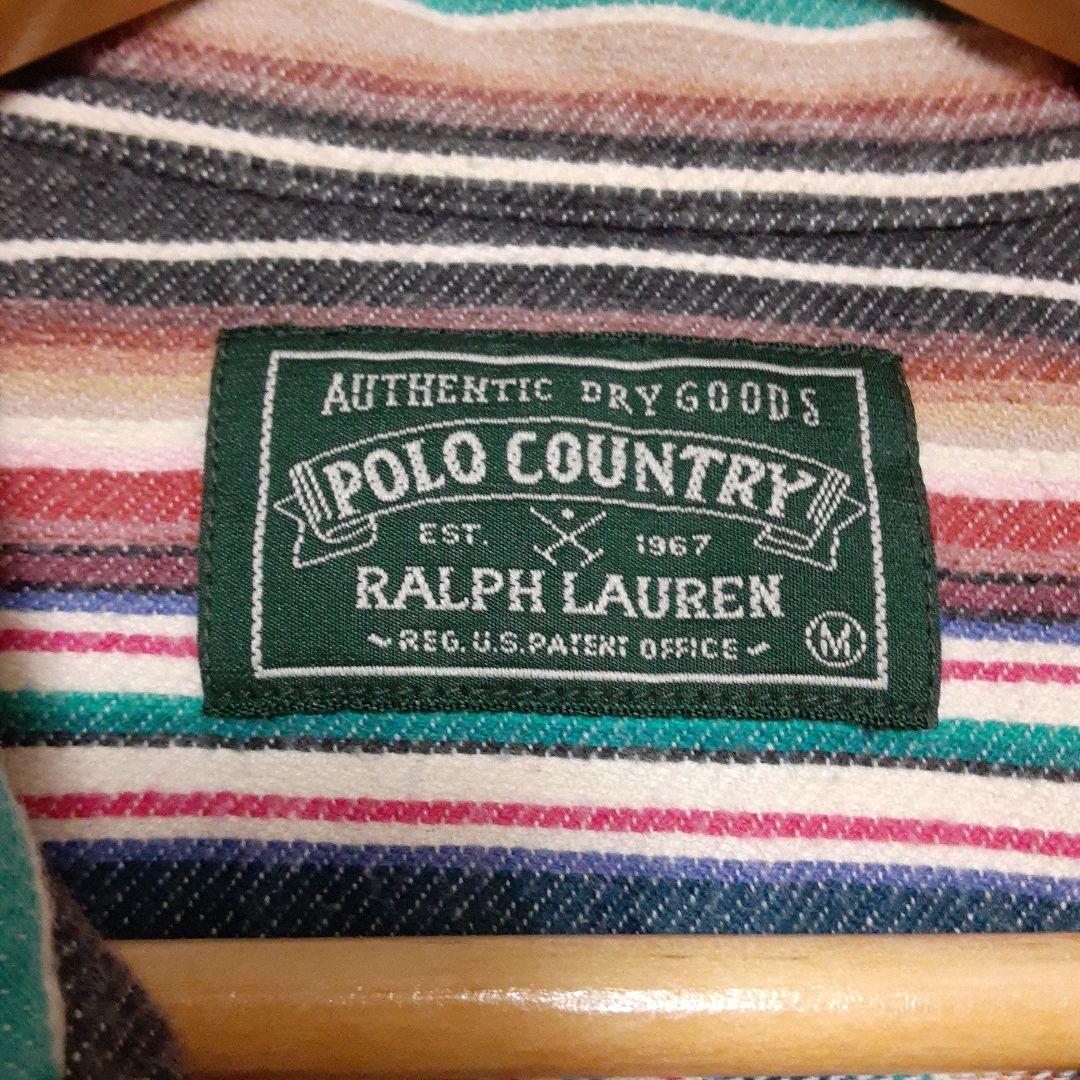 AUTHENTIC DRY GOODS
POLO COUNTRY
EST. 1967
RALPH LAUREN
REG. U.S. PATENT OFFICE
M